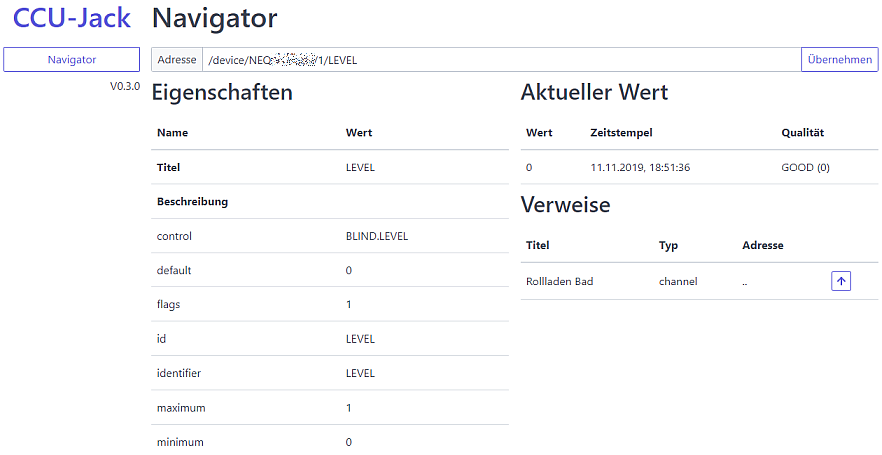 CCU-Jack
Navigator
Navigator
Adresse /device/NEQ /1/LEVEL Übernehmen
V0.3.0
Eigenschaften
Name Wert
Titel LEVEL
Beschreibung
control BLIND.LEVEL
default 0
flags 1
id LEVEL
identifier LEVEL
maximum 1
minimum 0
Aktueller Wert
Wert Zeitstempel Qualität
0 11.11.2019, 18:51:36 GOOD (0)
Verweise
Titel Typ Adresse
Rollladen Bad channel ..